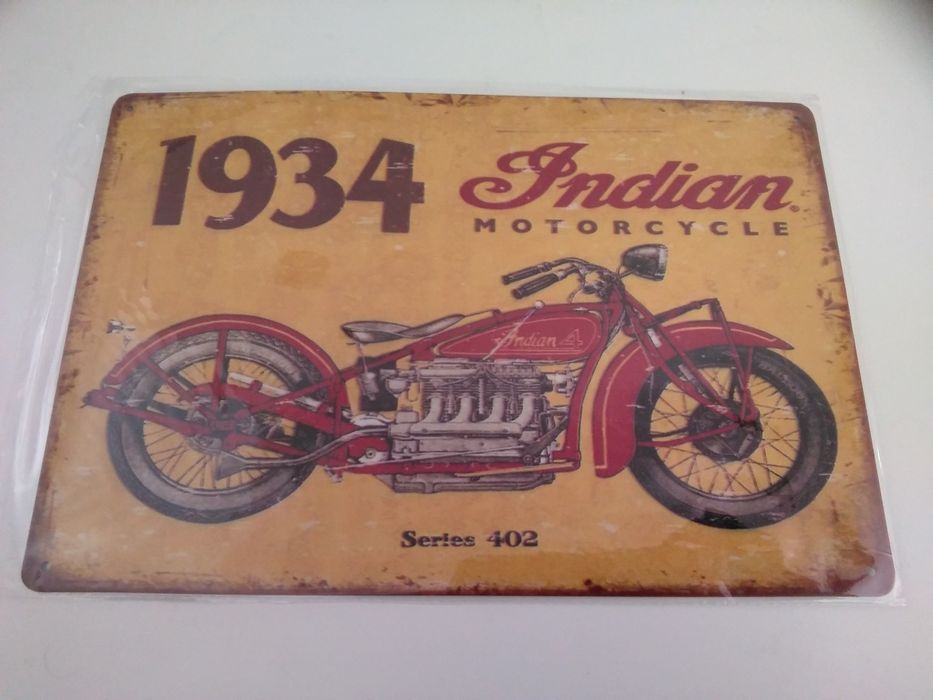 1934
Indian
MOTORCYCLE
Indian 4
Series 402